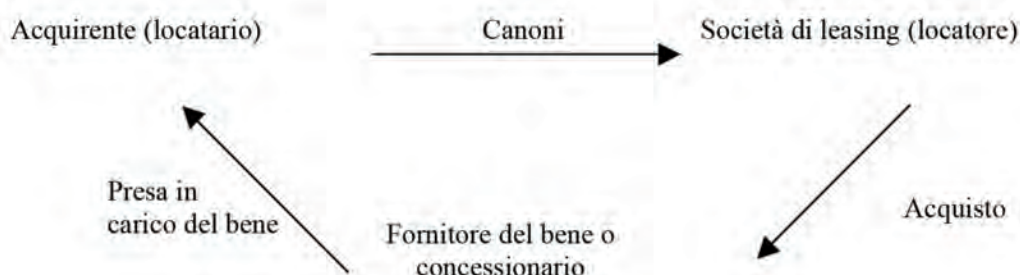 Acquirente (locatario)
Canoni
Società di leasing (locatore)
Presa in
carico del bene
Acquisto
Fornitore del bene o
concessionario